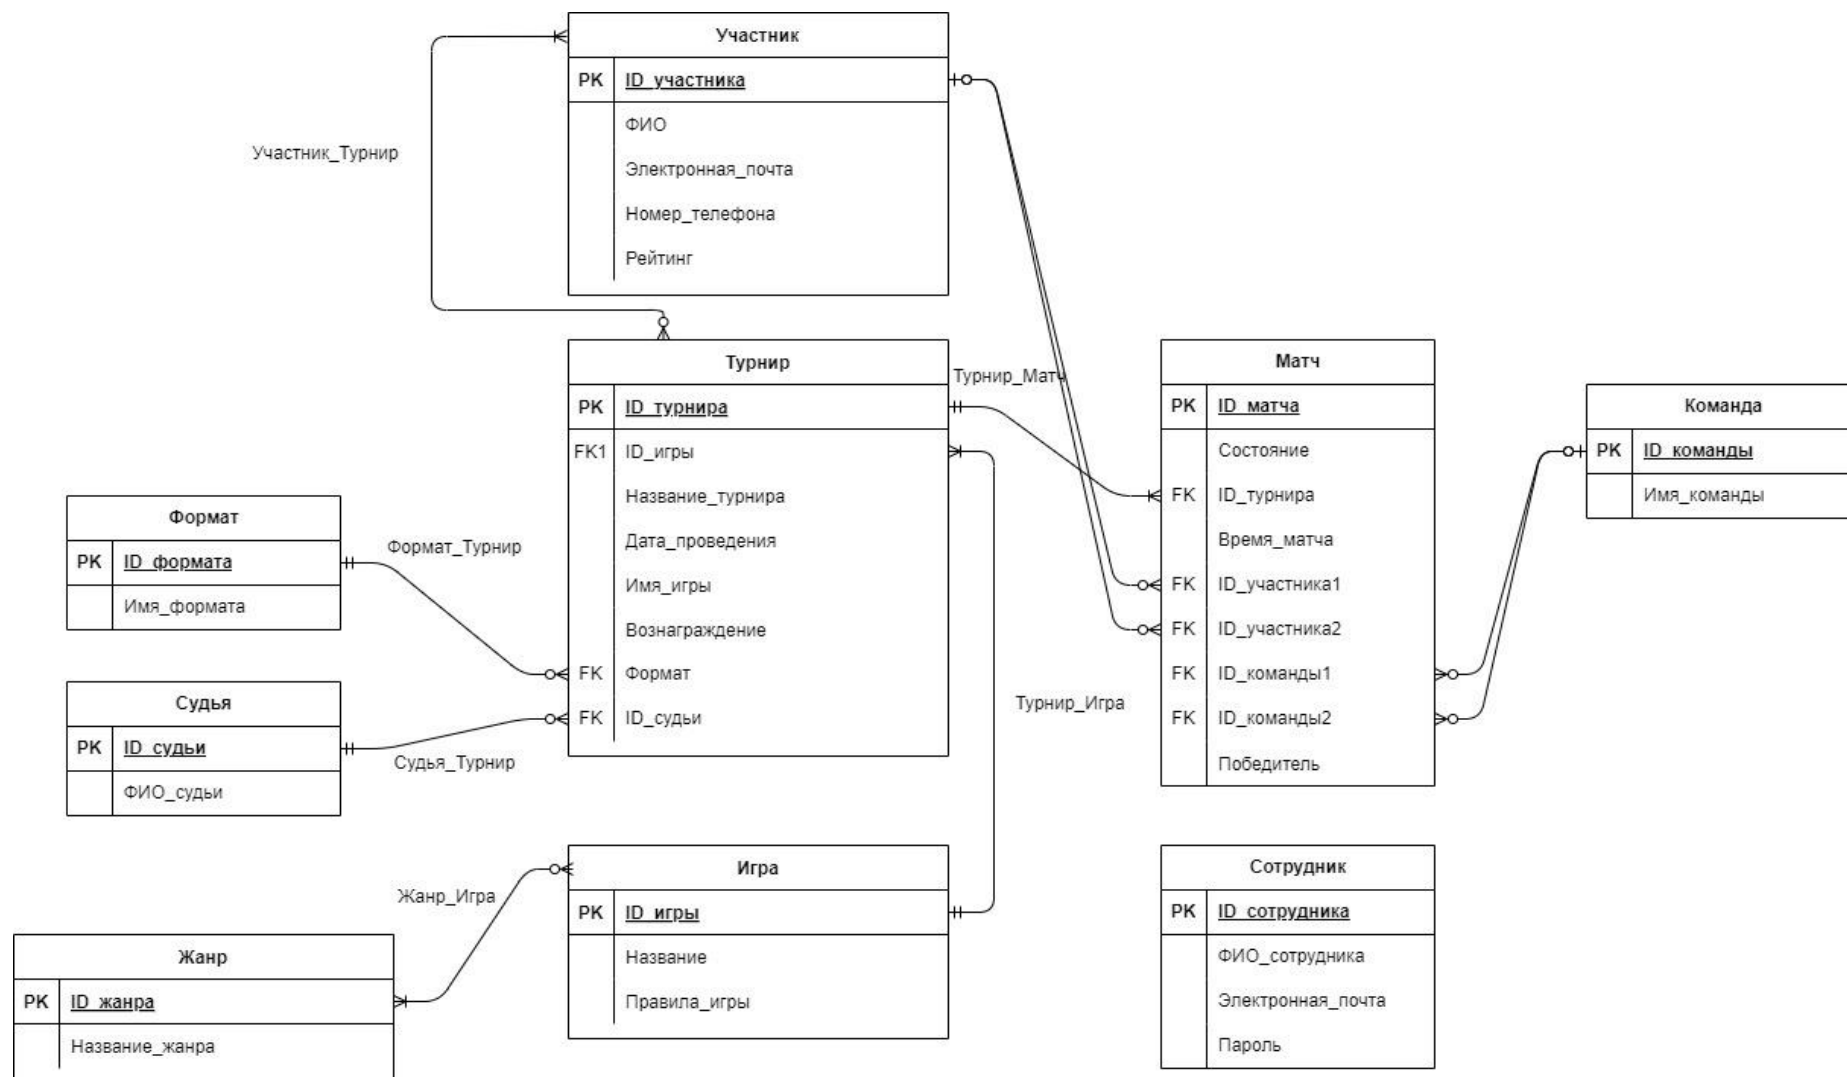 Участник
PK ID_участника
ФИО
Электронная_почта
Номер_телефона
Рейтинг
Участник_Турнир
Турнир
PK ID_турнира
FK1 ID_игры
Название_турнира
Дата_проведения
Имя_игры
Вознаграждение
FK Формат
FK ID_судьи
Турнир_Матч
Матч
PK ID_матча
Состояние
FK ID_турнира
Время_матча
FK ID_участника1
FK ID_участника2
FK ID_команды1
FK ID_команды2
Победитель
Команда
PK ID_команды
Имя_команды
Формат
PK ID_формата
Имя_формата
Формат_Турнир
Судья
PK ID_судьи
ФИО_судьи
Судья_Турнир
Турнир_Игра
Игра
PK ID_игры
Название
Правила_игры
Жанр_Игра
Жанр
PK ID_жанра
Название_жанра
Сотрудник
PK ID_сотрудника
ФИО_сотрудника
Электронная_почта
Пароль